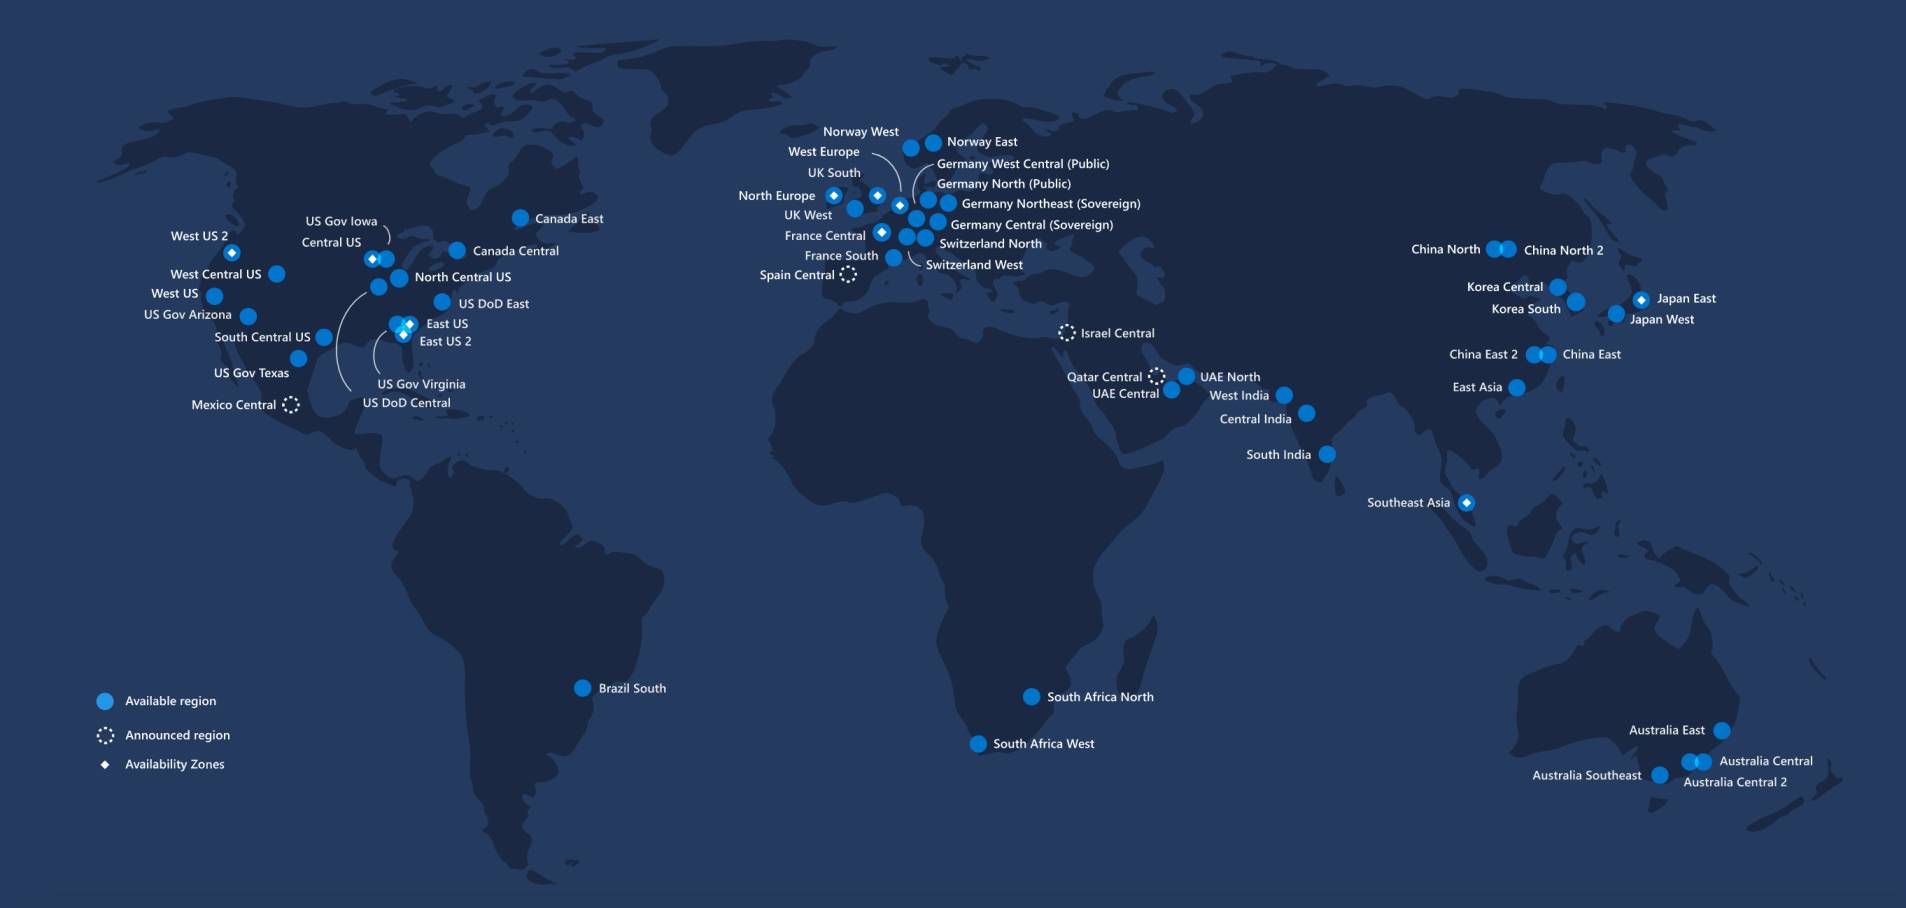 Norway West
Norway East
West Europe
Germany West Central (Public)
UK South
Germany North (Public)
North Europe
Germany Northeast (Sovereign)
UK West
Germany Central (Sovereign)
France Central
Switzerland North
France South
Switzerland West
Spain Central
Canada East
US Gov Iowa
West US 2
Central US
Canada Central
West Central US
North Central US
West US
US DoD East
US Gov Arizona
East US
South Central US
East US 2
US Gov Texas
US Gov Virginia
Mexico Central
US DoD Central
China North
China North 2
Korea Central
Japan East
Korea South
Japan West
Israel Central
China East 2
China East
Qatar Central
UAE North
East Asia
UAE Central
West India
Central India
South India
Southeast Asia
Brazil South
South Africa North
South Africa West
Available region
Announced region
Availability Zones
Australia East
Australia Central
Australia Southeast
Australia Central 2